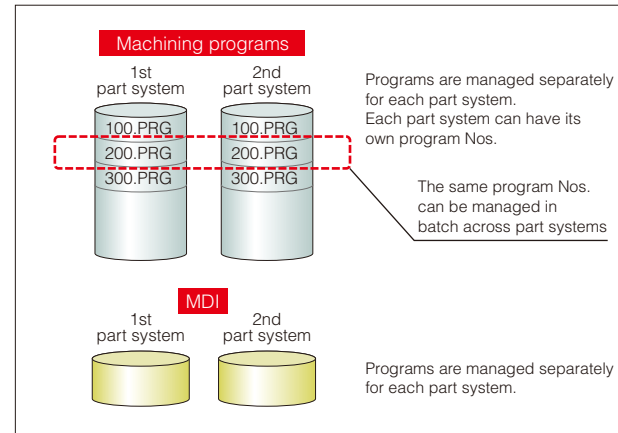 Machining programs
1st
part system
2nd
part system
100.PRG
100.PRG
200.PRG
200.PRG
300.PRG
300.PRG
Programs are managed separately
for each part system.
Each part system can have its
own program Nos.
The same program Nos.
can be managed in
batch across part systems
MDI
1st
part system
2nd
part system
Programs are managed separately
for each part system.